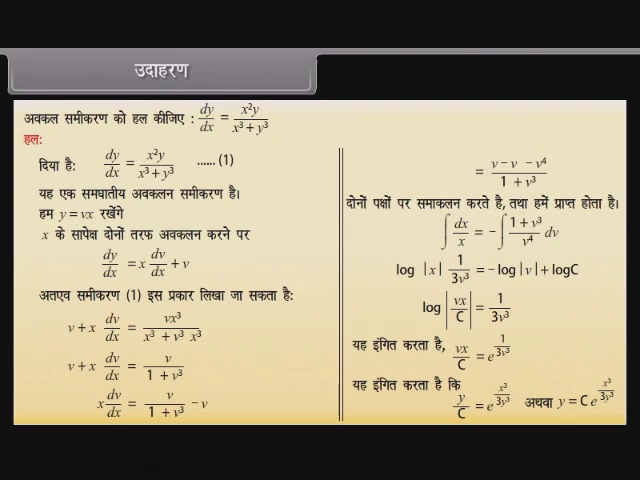 उदाहरण
अवकल समीकरण को हल कीजिए : dy/dx = x²y/x³+y³
हल:
दिया है: dy/dx = x²y/x³+y³ ...... (1)
यह एक समघातीय अवकलन समीकरण है।
हम y = vx रखेंगे
x के सापेक्ष दोनों तरफ अवकलन करने पर
dy/dx = x dv/dx + v
अतएव समीकरण (1) इस प्रकार लिखा जा सकता है:
v + x dv/dx = vx³/x³ + v³ x³
v + x dv/dx = v/1 + v³
x dv/dx = v/1 + v³ – v
= v – v – v⁴/1 + v³
दोनों पक्षों पर समाकलन करते है, तथा हमें प्राप्त होता है।
∫ dx/x = – ∫ 1 + v³/v⁴ dv
log |x| 1/3v³ = – log|v| + logC
log |vx/C| = 1/3v³
यह इंगित करता है, vx/C = e^1/3v³
यह इंगित करता है कि
y/C = e^x³/3y³ अथवा y = C e^x³/3y³